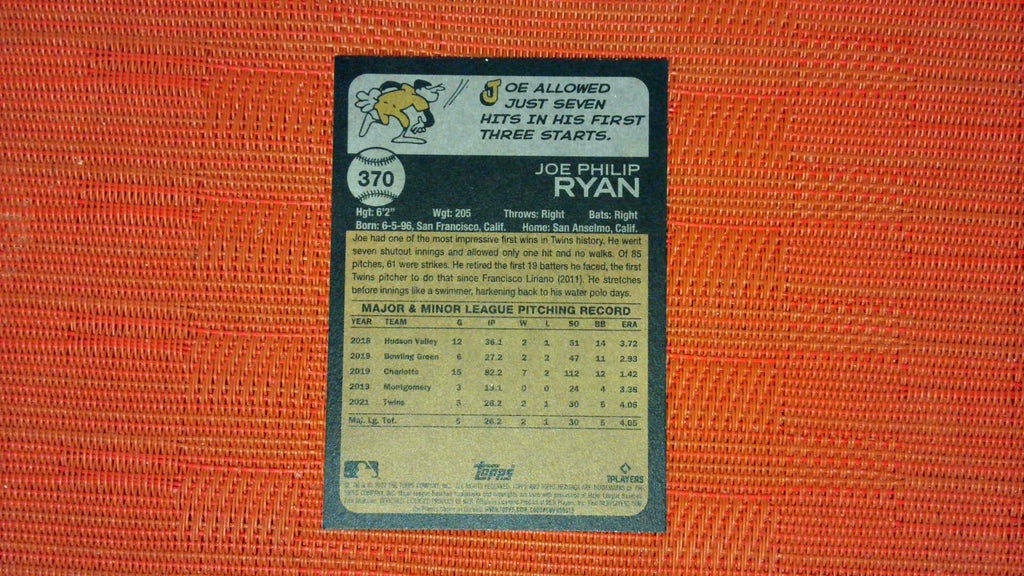 JOE ALLOWED
JUST SEVEN
HITS IN HIS FIRST
THREE STARTS.
370
JOE PHILIP
RYAN
Hgt: 6'2" Wgt: 205 Throws: Right Bats: Right
Born: 6-5-96, San Francisco, Calif. Home: San Anselmo, Calif.
Joe had one of the most impressive first wins in Twins history. He went
seven shutout innings and allowed only one hit and no walks. Of 85
pitches, 61 were strikes. He retired the first 19 batters he faced, the first
Twins pitcher to do that since Francisco Liriano (2011). He stretches
before innings like a swimmer, harkening back to his water polo days.
MAJOR & MINOR LEAGUE PITCHING RECORD
YEAR TEAM G IP W L SO BB ERA
2018 Hudson Valley 12 36.1 2 1 51 14 3.72
2019 Bowling Green 6 27.2 2 2 47 11 2.93
2019 Charlotte 15 82.2 7 2 112 12 1.42
2019 Montgomery 3 13.1 0 0 24 4 3.38
2021 Twins 5 26.2 2 1 30 5 4.05
Maj. Lg. Tot. 5 26.2 2 1 30 5 4.05
Topps
PLAYERS